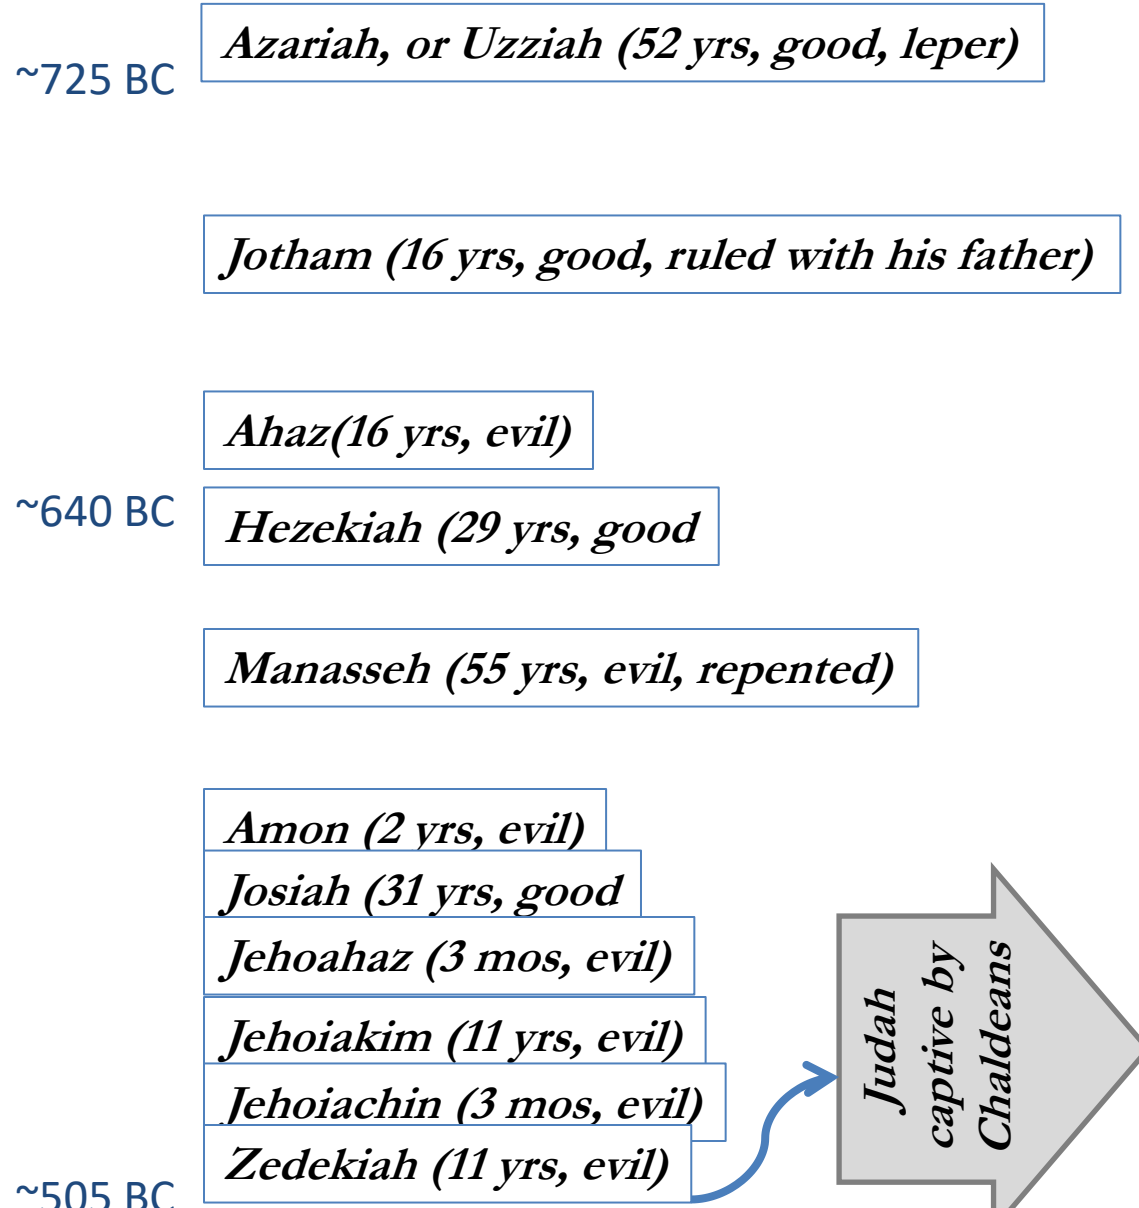 Azariah, or Uzziah (52 yrs, good, leper)
~725 BC
Jotham (16 yrs, good, ruled with his father)
Ahaz(16 yrs, evil)
~640 BC
Hezekiah (29 yrs, good
Manasseh (55 yrs, evil, repented)
Amon (2 yrs, evil)
Josiah (31 yrs, good
Jehoahaz (3 mos, evil)
Jehoiakim (11 yrs, evil)
Jehoiachin (3 mos, evil)
Zedekiah (11 yrs, evil)
~505 BC
Judah
captive by
Chaldeans